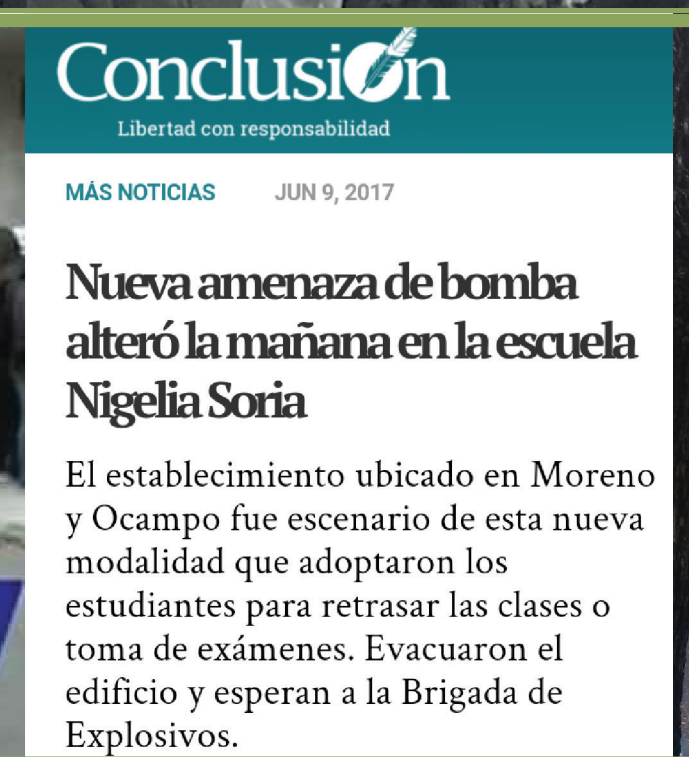 Conclusión
Libertad con responsabilidad
MÁS NOTICIAS JUN 9, 2017
Nueva amenaza de bomba
alteró la mañana en la escuela
Nigelia Soria
El establecimiento ubicado en Moreno
y Ocampo fue escenario de esta nueva
modalidad que adoptaron los
estudiantes para retrasar las clases o
toma de exámenes. Evacuaron el
edificio y esperan a la Brigada de
Explosivos.